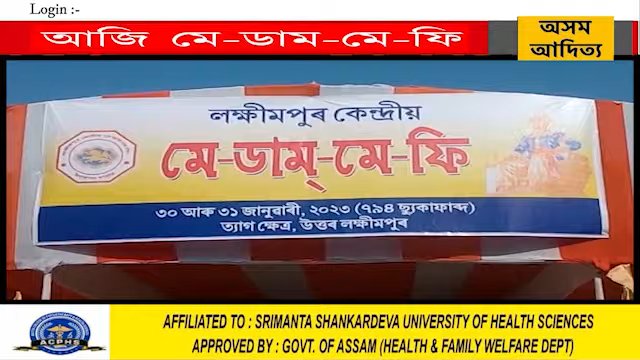 Login :-
আজি মে-ডাম-মে-ফি
অসম
আদিত্য
লক্ষীমপুৰ কেন্দ্ৰীয়
মে-ডাম্-মে-ফি
৩০ আৰু ৩১ জানুৱাৰী, ২০২৩ (৭৯৪ ছ্যুকাফাব্দ)
ত্যাগ ক্ষেত্ৰ, উত্তৰ লক্ষীমপুৰ
ACPHS
AFFILIATED TO : SRIMANTA SHANKARDEVA UNIVERSITY OF HEALTH SCIENCES
APPROVED BY : GOVT. OF ASSAM (HEALTH & FAMILY WELFARE DEPT)